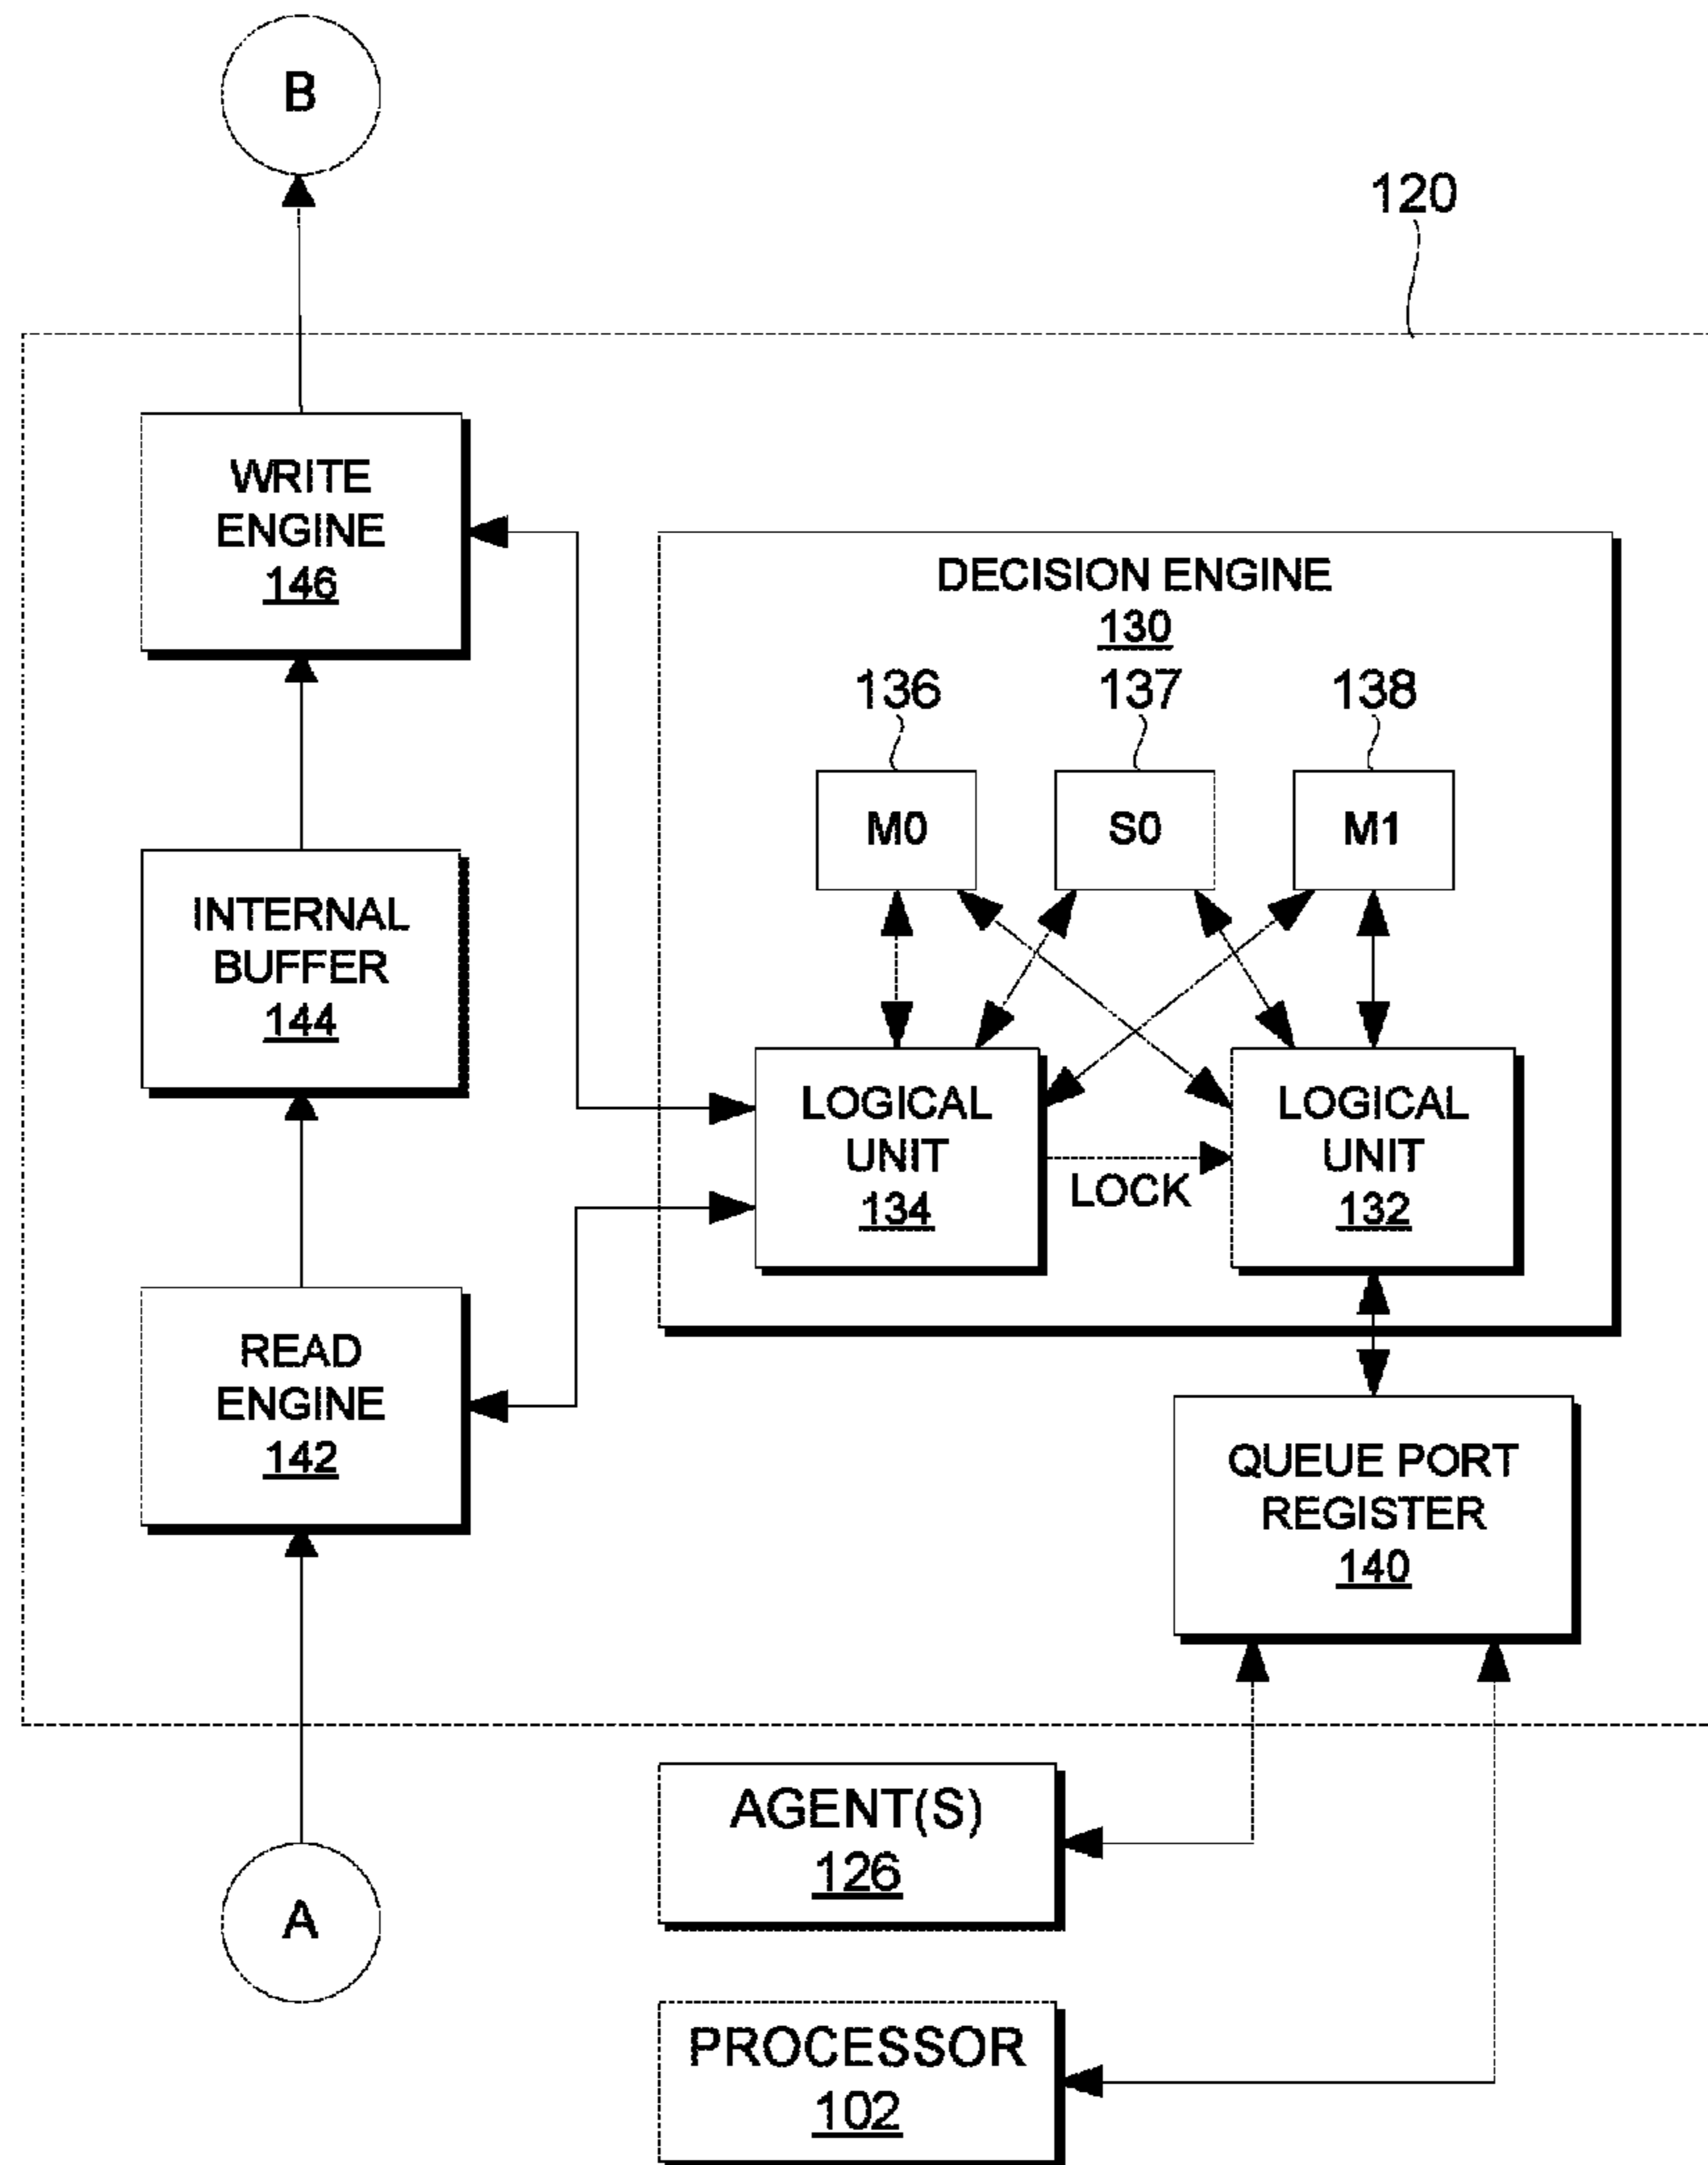 B
120
WRITE
ENGINE
146
DECISION ENGINE
130
136
137
138
M0
S0
M1
INTERNAL
BUFFER
144
LOGICAL
UNIT
134
LOCK
LOGICAL
UNIT
132
READ
ENGINE
142
QUEUE PORT
REGISTER
140
AGENT(S)
126
A
PROCESSOR
102